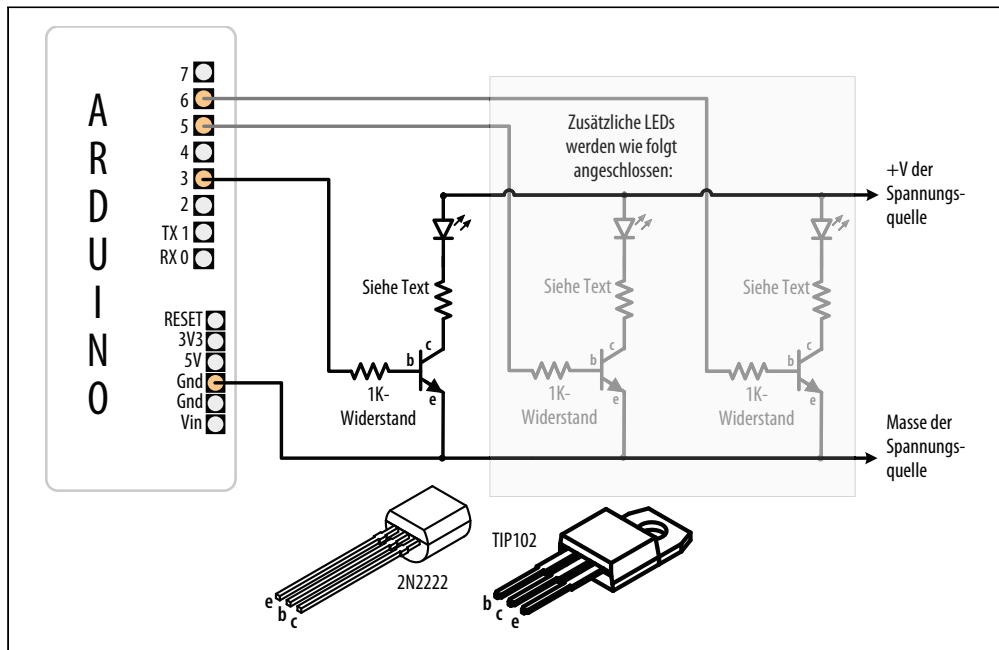 ARDUINO
7
6
5
4
3
2
TX 1
RX 0
RESET
3V3
5V
Gnd
Gnd
Vin
Zusätzliche LEDs
werden wie folgt
angeschlossen:
+V der
Spannungs-
quelle
Siehe Text
Siehe Text
Siehe Text
b
c
e
b
c
e
b
c
e
1K-
Widerstand
1K-
Widerstand
1K-
Widerstand
Masse der
Spannungs-
quelle
2N2222
e
b
c
TIP102
b
c
e